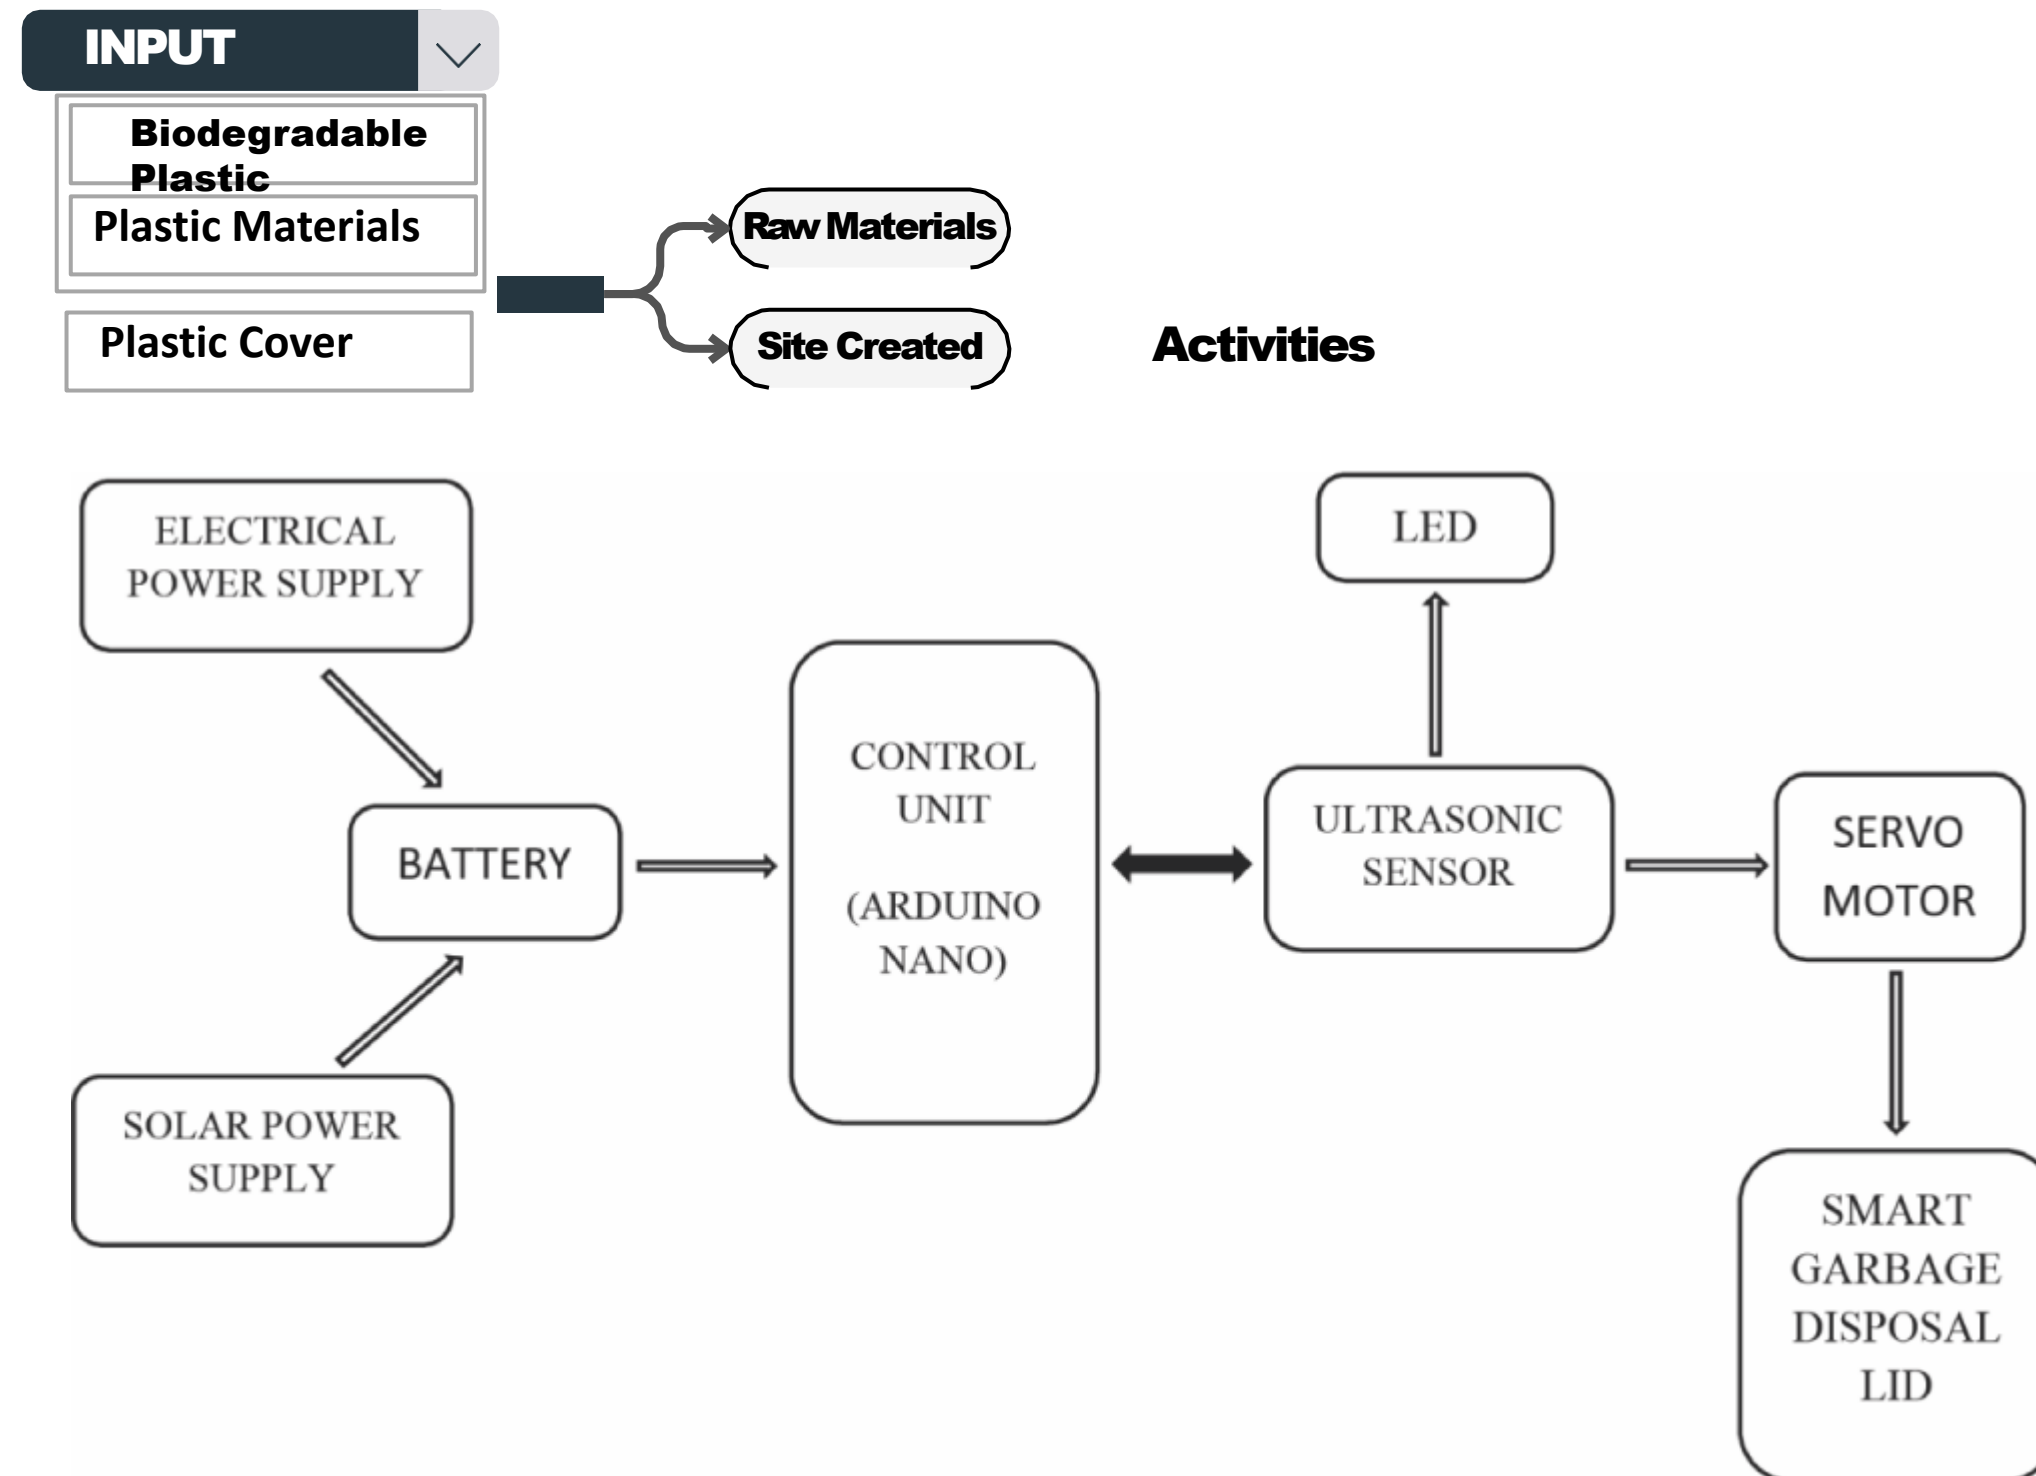 INPUT
Biodegradable
Plastic
Plastic Materials
Plastic Cover
Raw Materials
Site Created
Activities
ELECTRICAL
POWER SUPPLY
BATTERY
SOLAR POWER
SUPPLY
CONTROL
UNIT
(ARDUINO
NANO)
LED
ULTRASONIC
SENSOR
SERVO
MOTOR
SMART
GARBAGE
DISPOSAL
LID